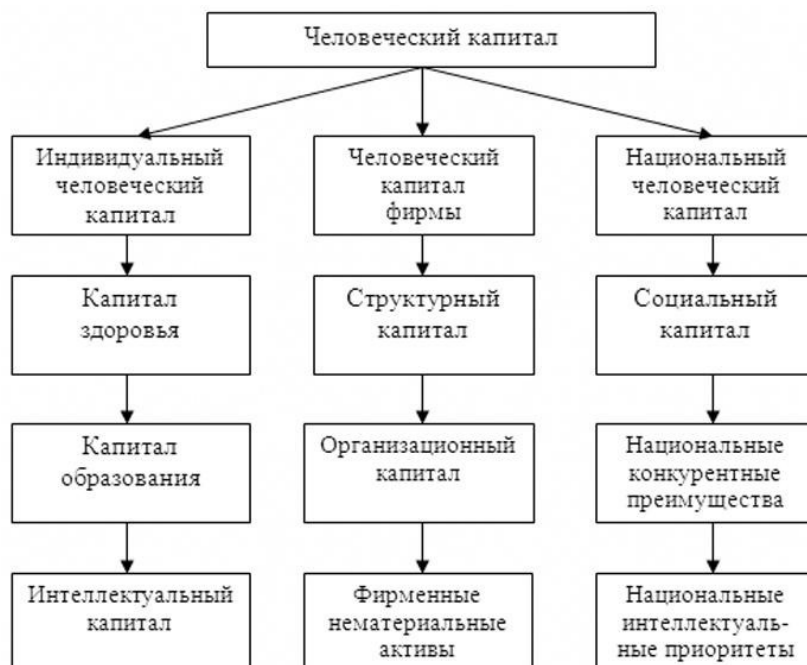 Человеческий капитал
Индивидуальный
человеческий
капитал
Человеческий
капитал
фирмы
Национальный
человеческий
капитал
Капитал
здоровья
Структурный
капитал
Социальный
капитал
Капитал
образования
Организационный
капитал
Национальные
конкурентные
преимущества
Интеллектуальный
капитал
Фирменные
нематериальные
активы
Национальные
интеллектуаль-
ные приоритеты